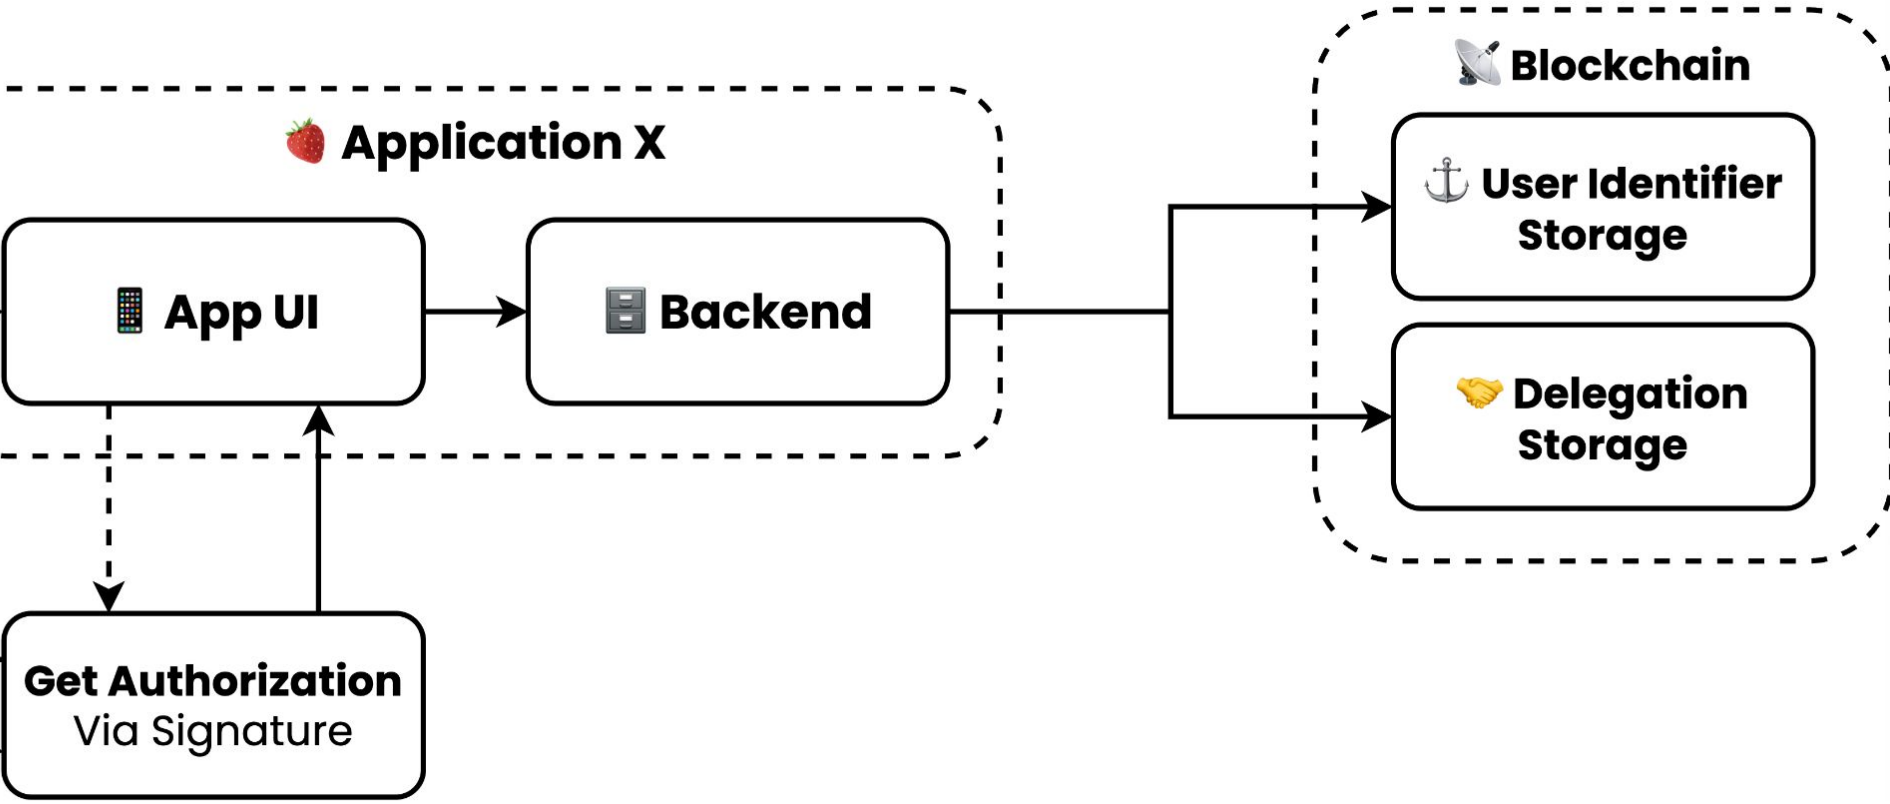 Blockchain
Application X
User Identifier
Storage
App UI
Backend
Delegation
Storage
Get Authorization
Via Signature